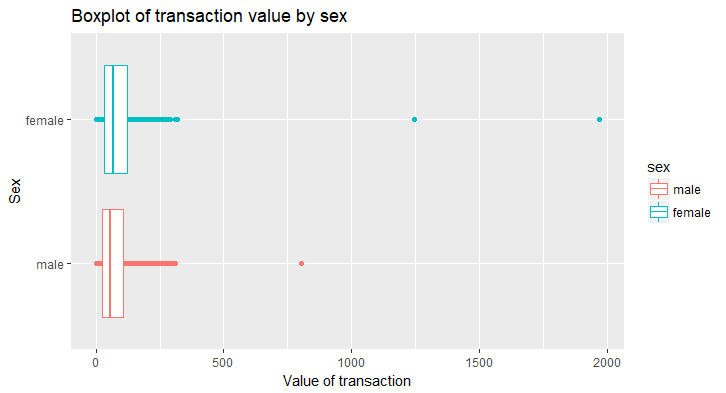 Boxplot of transaction value by sex
female
male
Sex
0 500 1000 1500 2000
Value of transaction
sex
male
female